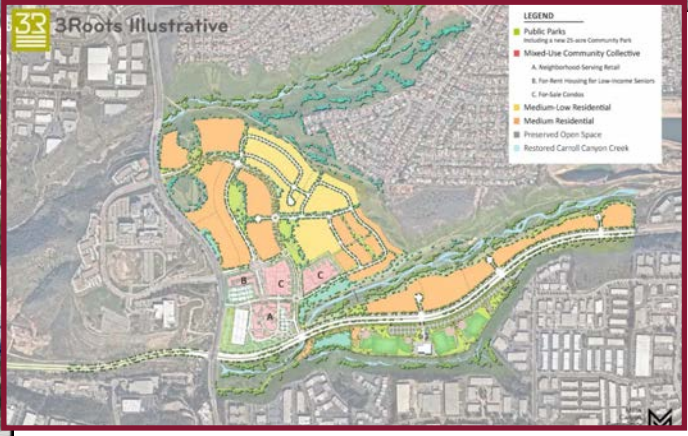 3R 3Roots Illustrative
LEGEND
Public Parks
Including a new 25-acre Community Park
Mixed-Use Community Collective
A. Neighborhood-Serving Retail
B. For-Rent Housing for Low-Income Seniors
C. For-Sale Condos
Medium-Low Residential
Medium Residential
Preserved Open Space
Restored Carroll Canyon Creek
B
C
C
A
M